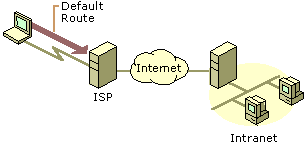 Default
Route
Internet
ISP
Intranet